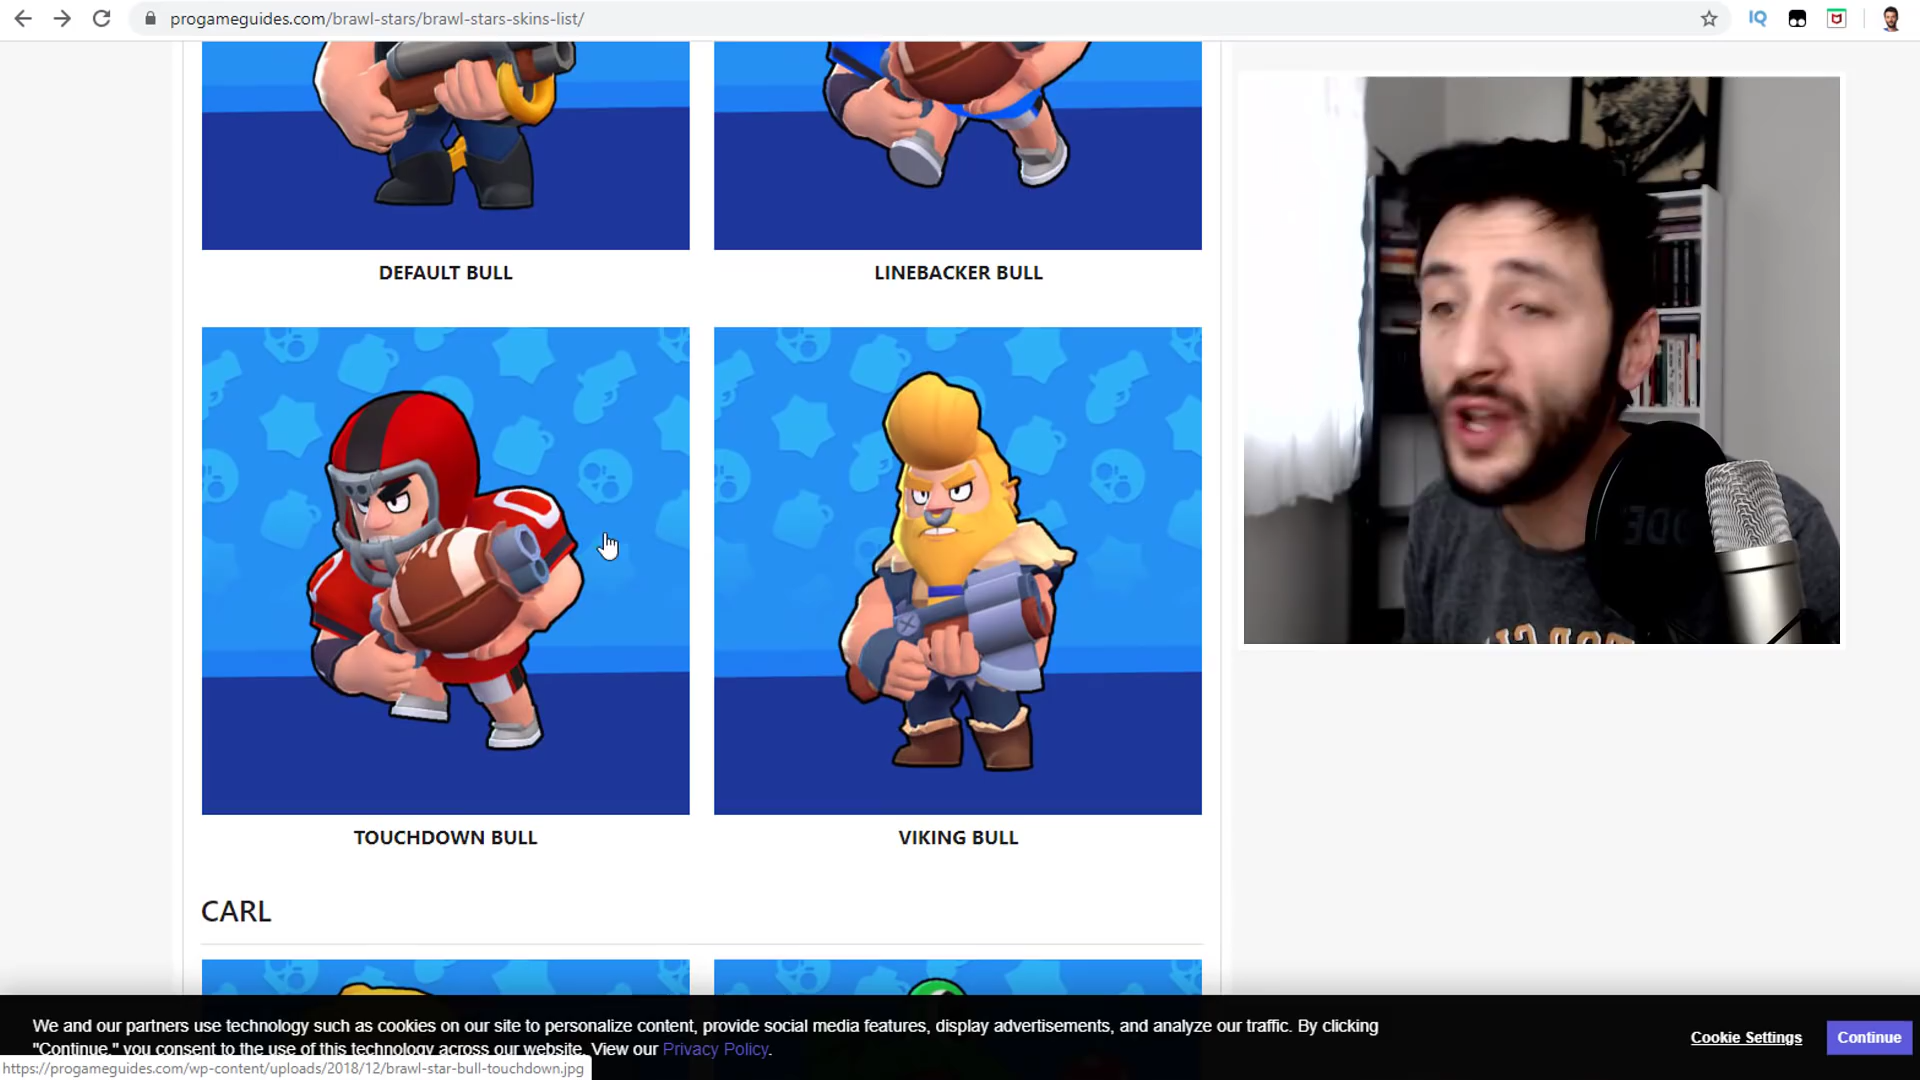 progameguides.com/brawl-stars/brawl-stars-skins-list/
IQ
DEFAULT BULL
LINEBACKER BULL
TOUCHDOWN BULL
VIKING BULL
CARL
We and our partners use technology such as cookies on our site to personalize content, provide social media features, display advertisements, and analyze our traffic. By clicking
"Continue," you consent to the use of this technology across our website. View our Privacy Policy.
Cookie Settings
Continue
https://progameguides.com/wp-content/uploads/2018/12/brawl-star-bull-touchdown.jpg